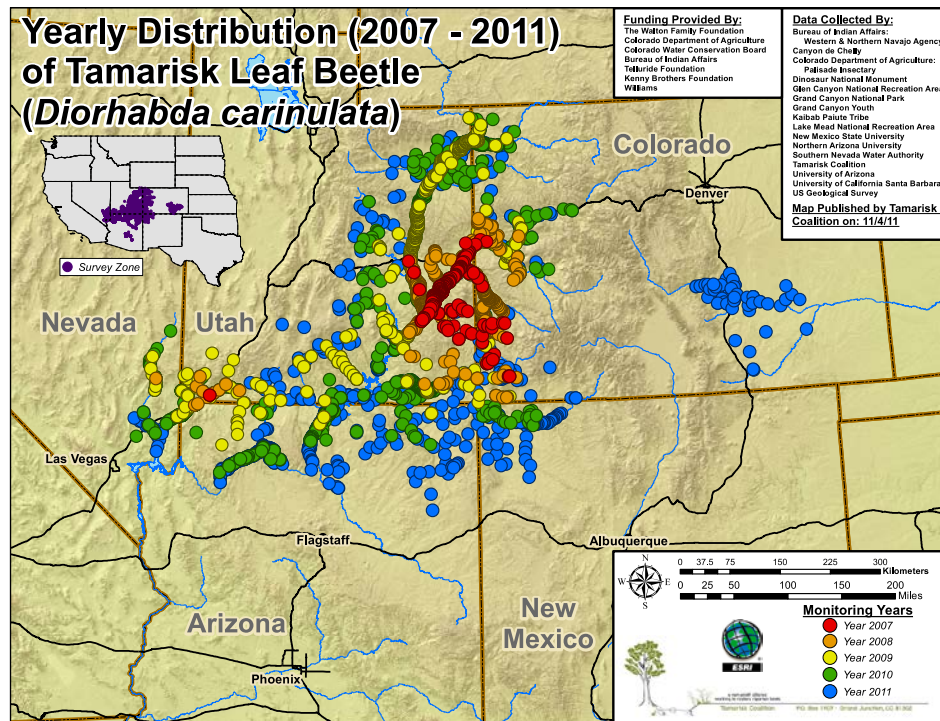 Yearly Distribution (2007 - 2011)
of Tamarisk Leaf Beetle
(Diorhabda carinulata)
Funding Provided By:
The Walton Family Foundation
Colorado Department of Agriculture
Colorado Water Conservation Board
Bureau of Indian Affairs
Telluride Foundation
Kenny Brothers Foundation
Williams
Data Collected By:
Bureau of Indian Affairs:
Western & Northern Navajo Agency
Canyon de Chelly
Colorado Department of Agriculture:
Palisade Insectary
Dinosaur National Monument
Glen Canyon National Recreation Area
Grand Canyon National Park
Grand Canyon Youth
Kaibab Paiute Tribe
Lake Mead National Recreation Area
New Mexico State University
Northern Arizona University
Southern Nevada Water Authority
Tamarisk Coalition
University of Arizona
University of California Santa Barbara
US Geological Survey
Map Published by Tamarisk
Coalition on: 11/4/11
Survey Zone
Colorado
Denver
Nevada
Utah
Las Vegas
Flagstaff
Albuquerque
Arizona
New
Mexico
Phoenix
N
W E
S
0 37.5 75 150 225 300
Kilometers
0 25 50 100 150 200
Miles
Monitoring Years
Year 2007
Year 2008
Year 2009
Year 2010
Year 2011
ESRI
Tamarisk Coalition
P.O. Box 1907 - Grand Junction, CO 81502